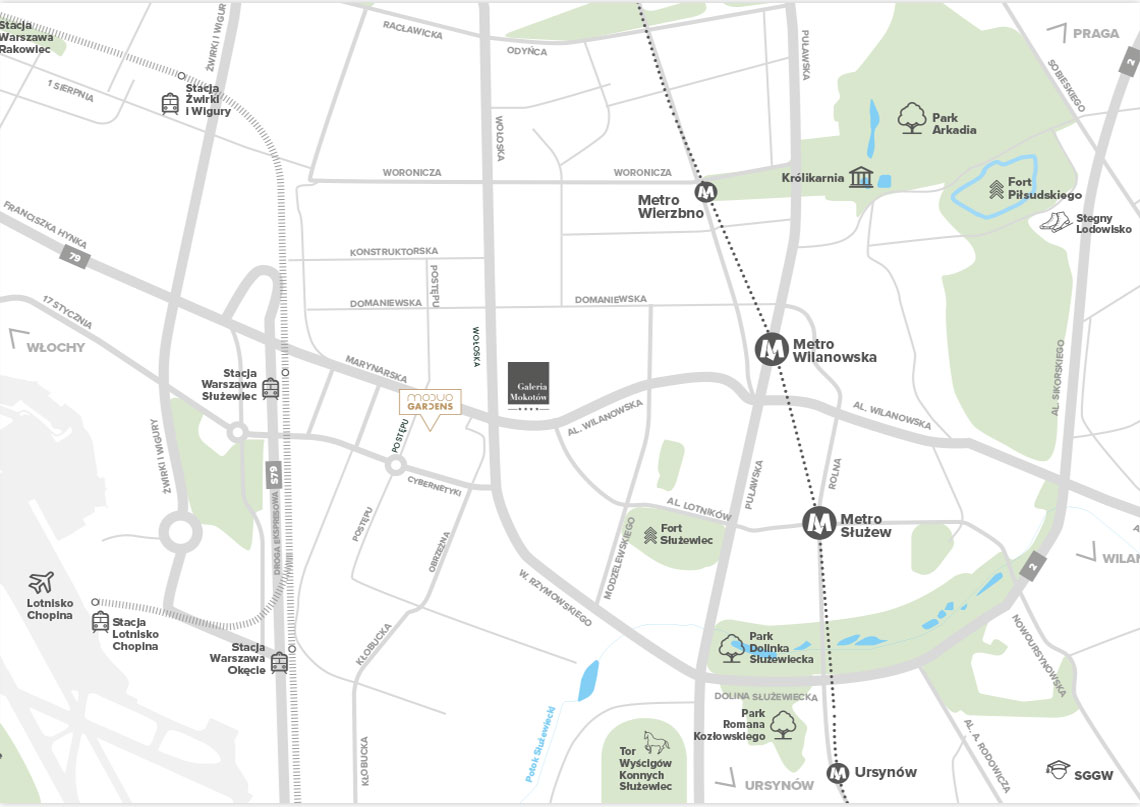 Stacja
Warszawa
Rakowiec
ŻWIRKI I WIGUR
RACŁAWICKA
ODYŃCA
PUŁAWSKA
PRAGA
2
SOBIESKIEGO
1 SIERPNIA
Stacja
Żwirki
i Wigury
WOŁOSKA
Park
Arkadia
WORONICZA
WORONICZA
Królikarnia
Fort
Piłsudskiego
Metro
Wierzbno
Stegny
Lodowisko
FRANCISZKA HYNKA
79
KONSTRUKTORSKA
POSTĘPU
DOMANIEWSKA
DOMANIEWSKA
17 STYCZNIA
WŁOCHY
WOŁOSKA
Metro
Wilanowska
AL. SIKORSKIEGO
MARYNARSKA
Stacja
Warszawa
Służewiec
Galeria
Mokotów
MODUO
GARDENS
POSTĘPU
AL. WILANOWSKA
AL. WILANOWSKA
ŻWIRKI I WIGURY
S79
CYBERNETYKI
PUŁAWSKA
ROLNA
AL. LOTNIKÓW
POSTĘPU
OBRZEŻNA
DROGA EKSPRESOWA
Fort
Służewiec
MODZELEWSKIEGO
Metro
Służew
WILAN
2
W. RZYMOWSKIEGO
Lotnisko
Chopina
Stacja
Lotnisko
Chopina
Stacja
Warszawa
Okęcie
KŁOBUCKA
Park
Dolinka
Służewiecka
NOWOURSYNOWSKA
DOLINA SŁUŻEWIECKA
Park
Romana
Kozłowskiego
Potok Służewiecki
KŁOBUCKA
Tor
Wyścigów
Konnych
Służewiec
URSYNÓW
Ursynów
AL. A. RODOWICZA
SGGW